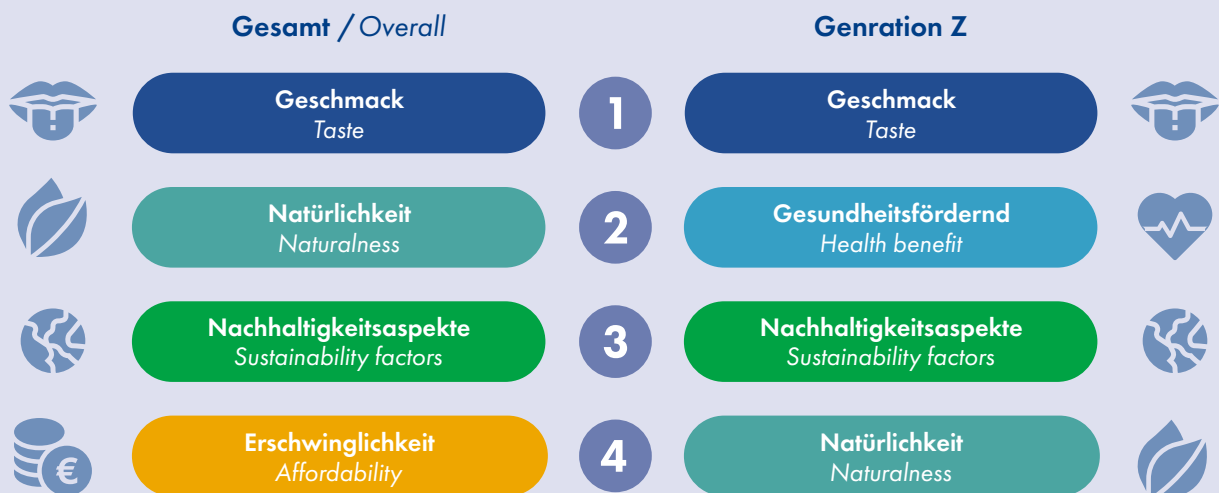 Gesamt / Overall
Genration Z
Geschmack
Taste
1
Geschmack
Taste
Natürlichkeit
Naturalness
2
Gesundheitsfördernd
Health benefit
Nachhaltigkeitsaspekte
Sustainability factors
3
Nachhaltigkeitsaspekte
Sustainability factors
Erschwinglichkeit
Affordability
4
Natürlichkeit
Naturalness
€